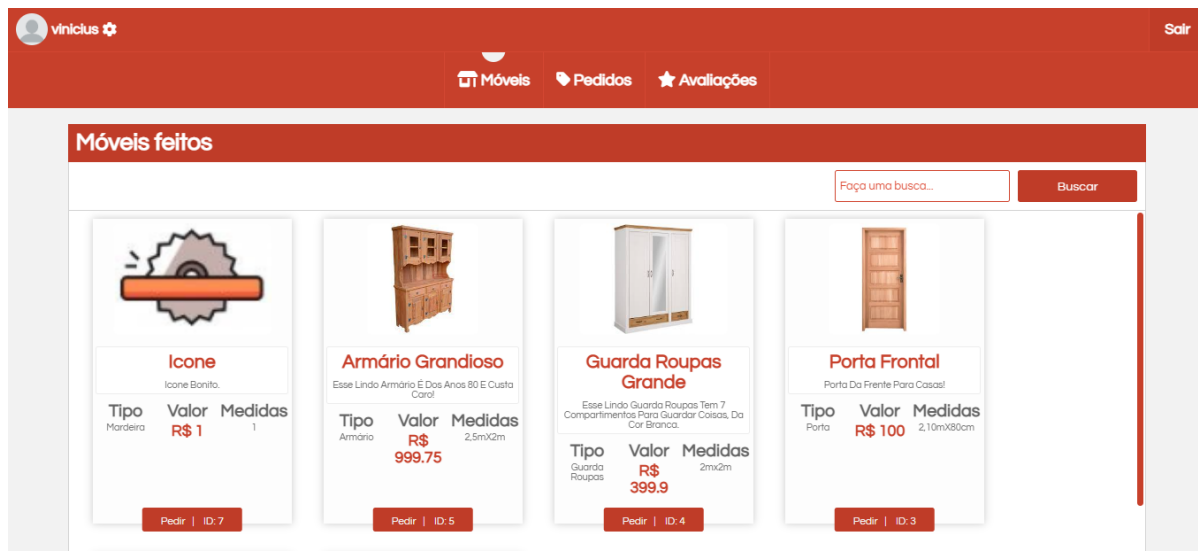 vinicius
Sair
Móveis
Pedidos
Avaliações
Móveis feitos
Faça uma busca...
Buscar
Icone
Icone Bonito.
Tipo Valor Medidas
Mardeira R$ 1 1
Pedir | ID: 7
Armário Grandioso
Esse Lindo Armário É Dos Anos 80 E Custa
Caro!
Tipo Valor Medidas
Armário R$ 2,5mX2m
999.75
Pedir | ID: 5
Guarda Roupas
Grande
Esse Lindo Guarda Roupas Tem 7
Compartimentos Para Guardar Coisas, Da
Cor Branca.
Tipo Valor Medidas
Guarda R$ 2mx2m
Roupas 399.9
Pedir | ID: 4
Porta Frontal
Porta Da Frente Para Casas!
Tipo Valor Medidas
Porta R$ 100 2,10mX80cm
Pedir | ID: 3